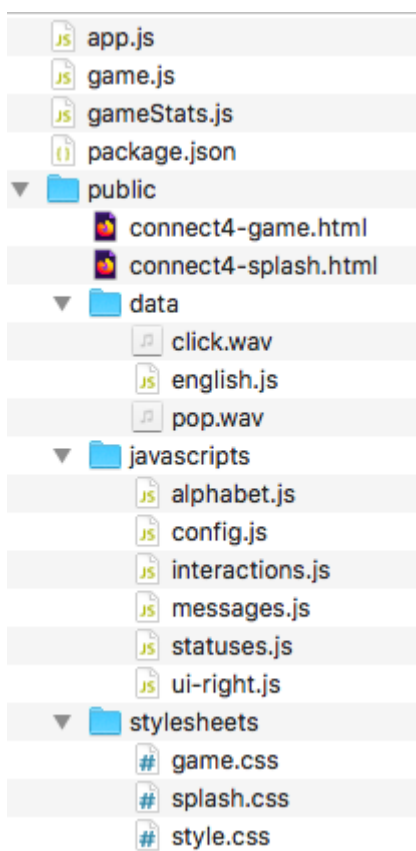 app.js
game.js
gameStats.js
package.json
public
connect4-game.html
connect4-splash.html
data
click.wav
english.js
pop.wav
javascripts
alphabet.js
config.js
interactions.js
messages.js
statuses.js
ui-right.js
stylesheets
game.css
splash.css
style.css